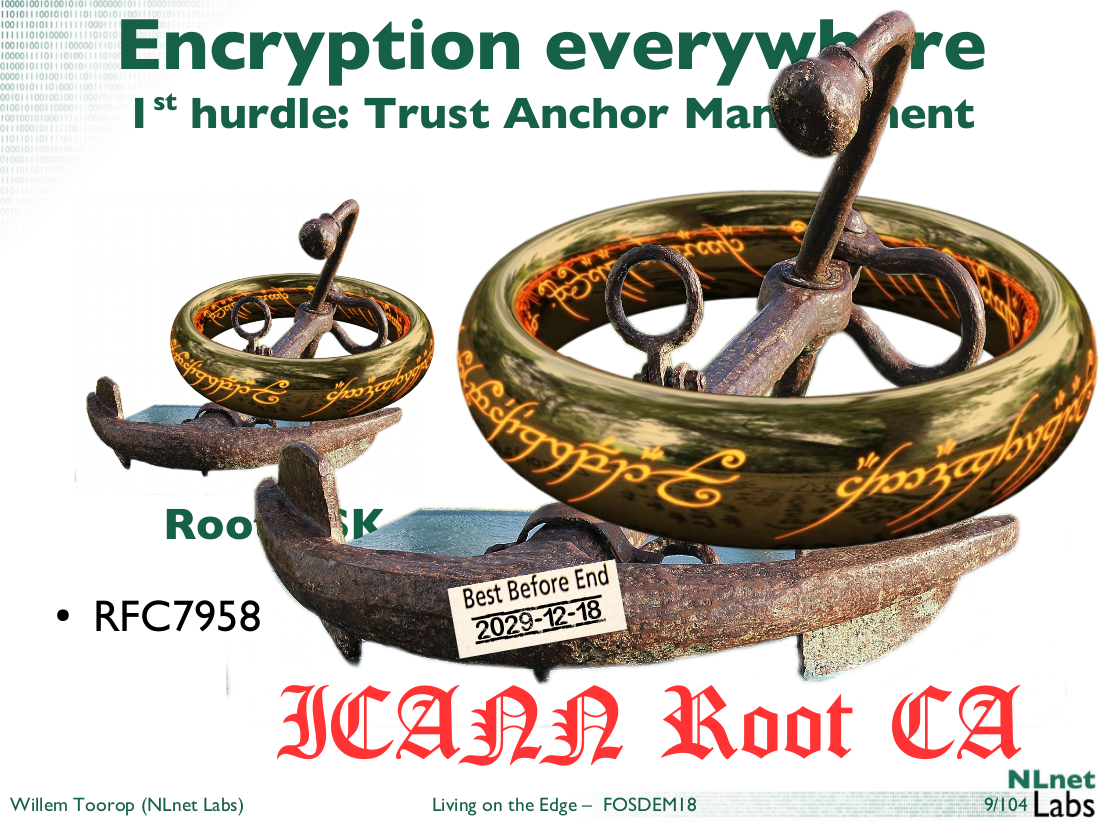 Encryption everywhere
1st hurdle: Trust Anchor Management
Root KSK
• RFC7958
Best Before End
2029-12-18
ICANN Root CA
Willem Toorop (NLnet Labs)
Living on the Edge – FOSDEM18
9/104
NLnet
Labs